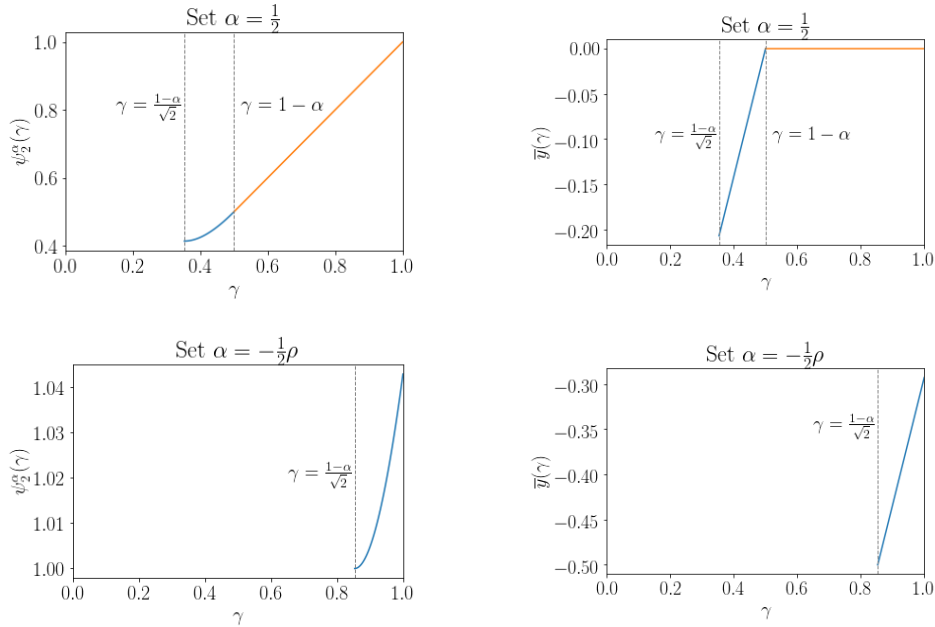 Set α = 1/2
ψ₂^α(γ)
1.0
0.8
0.6
0.4
γ = (1−α)/√2
γ = 1 − α
0.0 0.2 0.4 0.6 0.8 1.0
γ
Set α = 1/2
y̅(γ)
0.00
−0.05
−0.10
−0.15
−0.20
γ = (1−α)/√2
γ = 1 − α
0.0 0.2 0.4 0.6 0.8 1.0
γ
Set α = −1/2ρ
ψ₂^α(γ)
1.04
1.03
1.02
1.01
1.00
γ = (1−α)/√2
0.0 0.2 0.4 0.6 0.8 1.0
γ
Set α = −1/2ρ
y̅(γ)
−0.30
−0.35
−0.40
−0.45
−0.50
γ = (1−α)/√2
0.0 0.2 0.4 0.6 0.8 1.0
γ